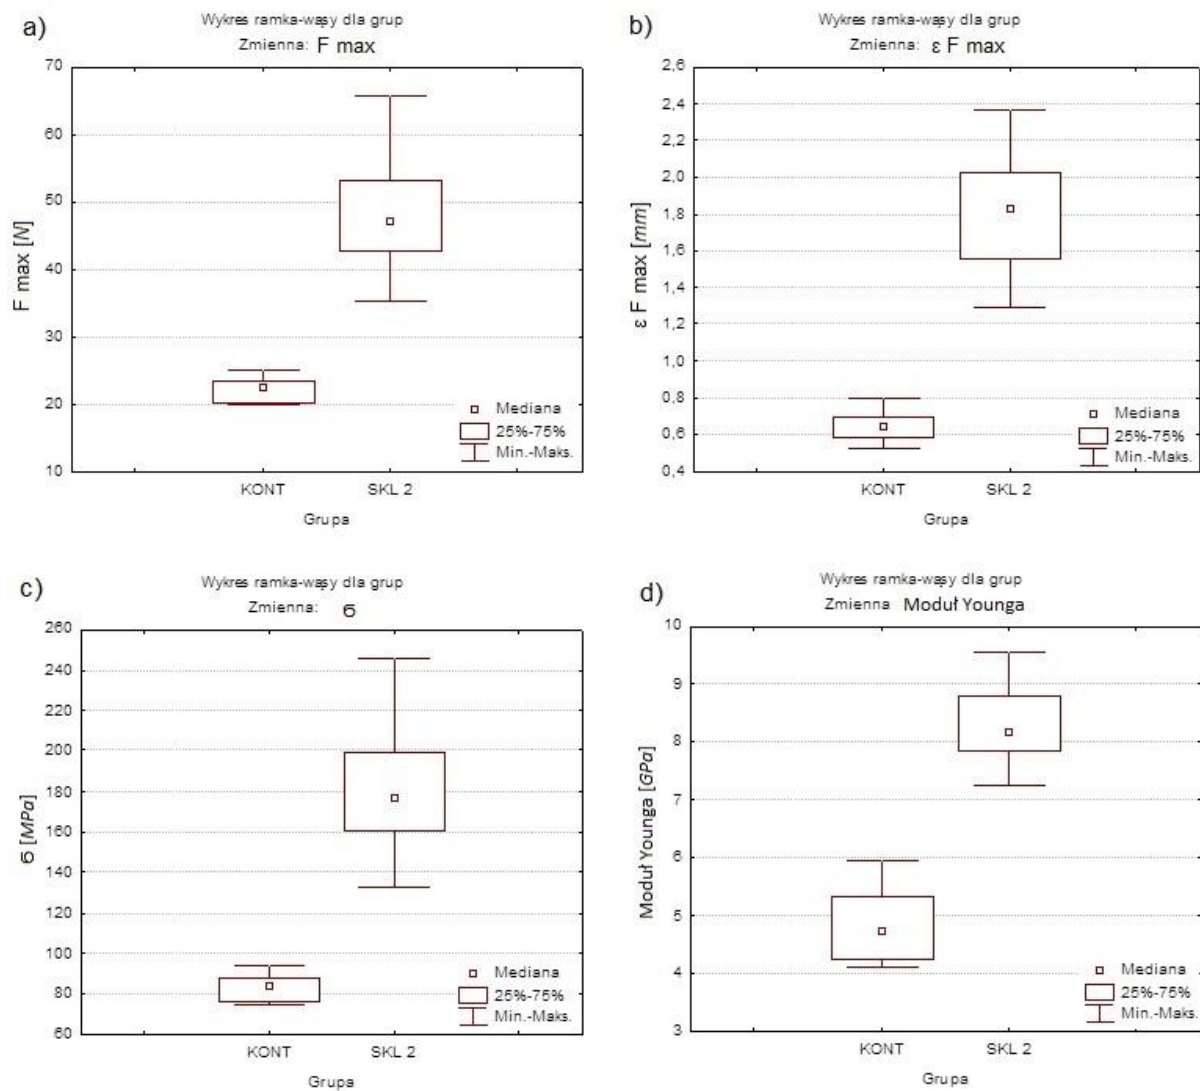 a)
Wykres ramka-wąsy dla grup
Zmienna: F max
70
60
50
40
30
20
10
F max [N]
Mediana
25%-75%
Min.-Maks.
KONT
SKL 2
Grupa
b)
Wykres ramka-wąsy dla grup
Zmienna: ε F max
2,6
2,4
2,2
2,0
1,8
1,6
1,4
1,2
1,0
0,8
0,6
0,4
ε F max [mm]
Mediana
25%-75%
Min.-Maks.
KONT
SKL 2
Grupa
c)
Wykres ramka-wąsy dla grup
Zmienna: б
260
240
220
200
180
160
140
120
100
80
60
б [MPa]
Mediana
25%-75%
Min.-Maks.
KONT
SKL 2
Grupa
d)
Wykres ramka-wąsy dla grup
Zmienna Moduł Younga
10
9
8
7
6
5
4
3
Moduł Younga [GPa]
Mediana
25%-75%
Min.-Maks.
KONT
SKL 2
Grupa